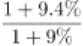 1 + 9.4%
1 + 9%